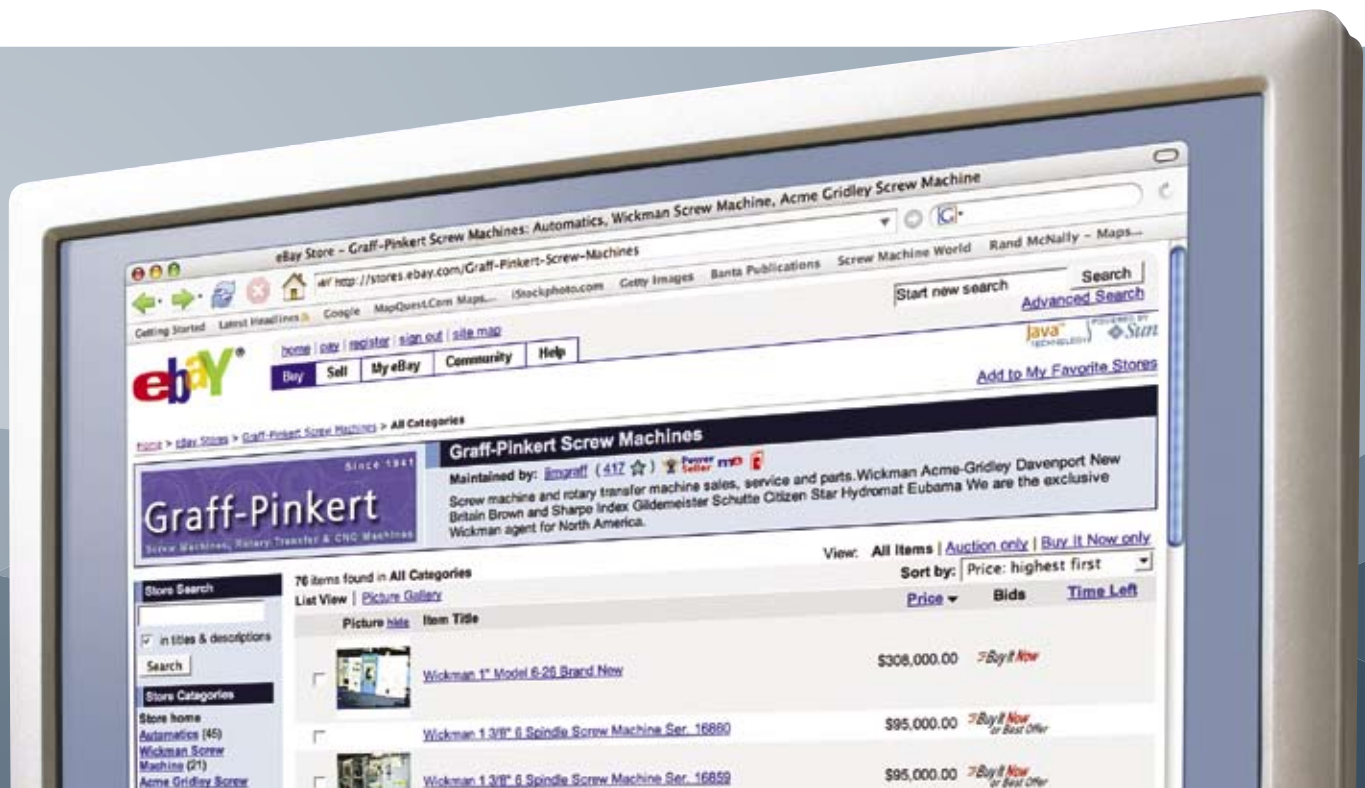 eBay Store - Graff-Pinkert Screw Machines: Automatics, Wickman Screw Machine, Acme Gridley Screw Machine
http://stores.ebay.com/Graff-Pinkert-Screw-Machines
G
Getting Started Latest Headlines Google MapQuest.Com Maps... iStockphoto.com Getty Images Banta Publications Screw Machine World Rand McNally - Maps...
home | pay | register | sign out | site map
Start new search Search
Advanced Search
ebaY®
Buy Sell My eBay Community Help
Java™ POWERED BY
TECHNOLOGY Sun
Add to My Favorite Stores
Home > eBay Stores > Graff-Pinkert Screw Machines > All Categories
Since 1941
Graff-Pinkert
Screw Machines, Rotary Transfer & CNC Machines
Graff-Pinkert Screw Machines
Maintained by: jimgraff ( 417 ) Power Seller me
Screw machine and rotary transfer machine sales, service and parts.Wickman Acme-Gridley Davenport New
Britain Brown and Sharpe Index Gildemeister Schutte Citizen Star Hydromat Eubama We are the exclusive
Wickman agent for North America.
View: All Items | Auction only | Buy It Now only
76 items found in All Categories
Sort by: Price: highest first
List View | Picture Gallery
Picture hide Item Title Price Bids Time Left
Wickman 1" Model 6-26 Brand New $308,000.00 Buy It Now
Wickman 1 3/8" 6 Spindle Screw Machine Ser. 16860 $95,000.00 Buy It Now
or Best Offer
Wickman 1 3/8" 6 Spindle Screw Machine Ser. 16859 $95,000.00 Buy It Now
or Best Offer
Store Search
in titles & descriptions
Search
Store Categories
Store home
Automatics (45)
Wickman Screw
Machine (21)
Acme Gridley Screw